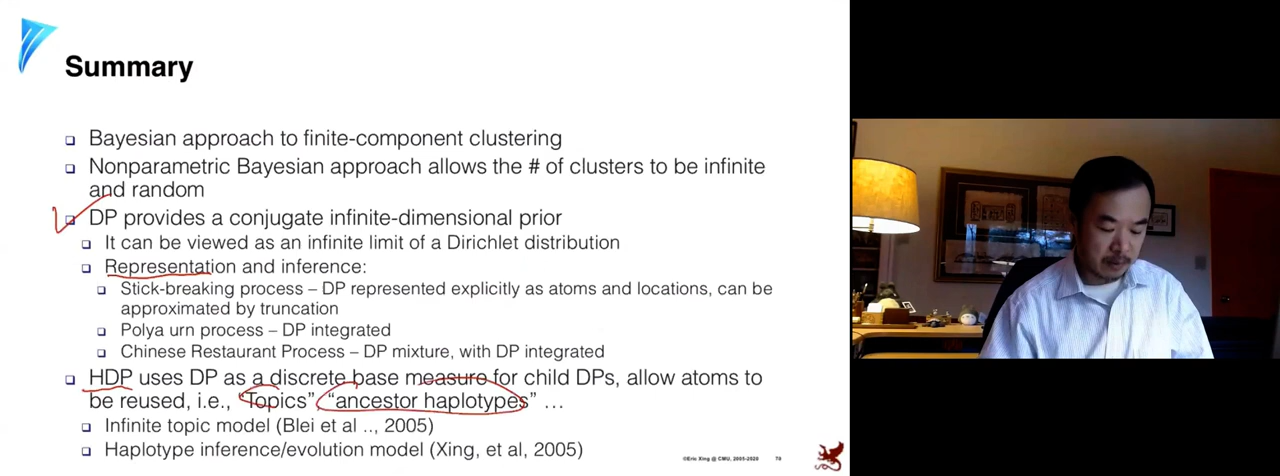 Summary
Bayesian approach to finite-component clustering
Nonparametric Bayesian approach allows the # of clusters to be infinite
and random
DP provides a conjugate infinite-dimensional prior
It can be viewed as an infinite limit of a Dirichlet distribution
Representation and inference:
Stick-breaking process – DP represented explicitly as atoms and locations, can be
approximated by truncation
Polya urn process – DP integrated
Chinese Restaurant Process – DP mixture, with DP integrated
HDP uses DP as a discrete base measure for child DPs, allow atoms to
be reused, i.e., “Topics”, “ancestor haplotypes” …
Infinite topic model (Blei et al .., 2005)
Haplotype inference/evolution model (Xing, et al, 2005)
©Eric Xing @ CMU, 2005-2020 70